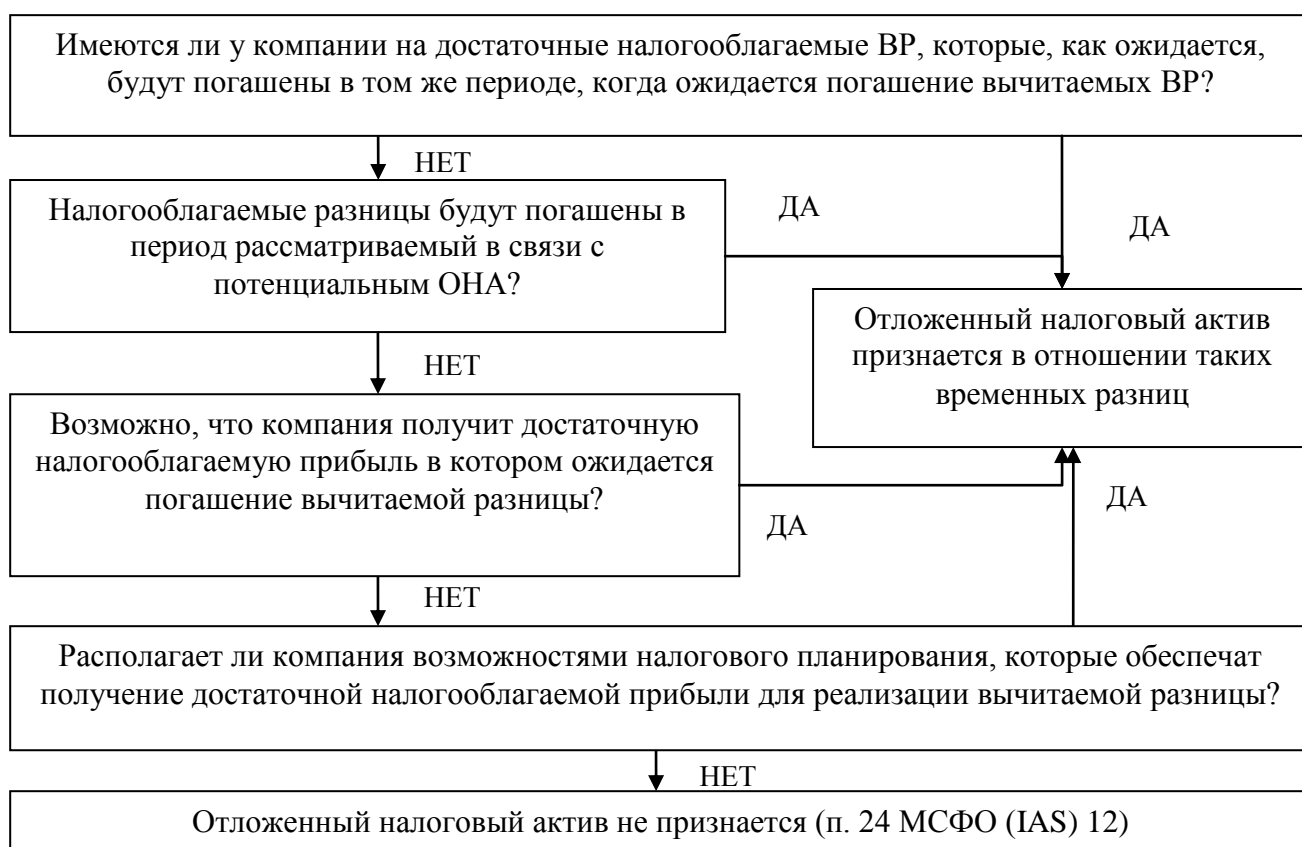 Имеются ли у компании на достаточные налогооблагаемые ВР, которые, как ожидается,
будут погашены в том же периоде, когда ожидается погашение вычитаемых ВР?
НЕТ
Налогооблагаемые разницы будут погашены в
период рассматриваемый в связи с
потенциальным ОНА?
ДА
ДА
Отложенный налоговый актив
признается в отношении таких
временных разниц
НЕТ
Возможно, что компания получит достаточную
налогооблагаемую прибыль в котором ожидается
погашение вычитаемой разницы?
ДА
ДА
НЕТ
Располагает ли компания возможностями налогового планирования, которые обеспечат
получение достаточной налогооблагаемой прибыли для реализации вычитаемой разницы?
НЕТ
Отложенный налоговый актив не признается (п. 24 МСФО (IAS) 12)